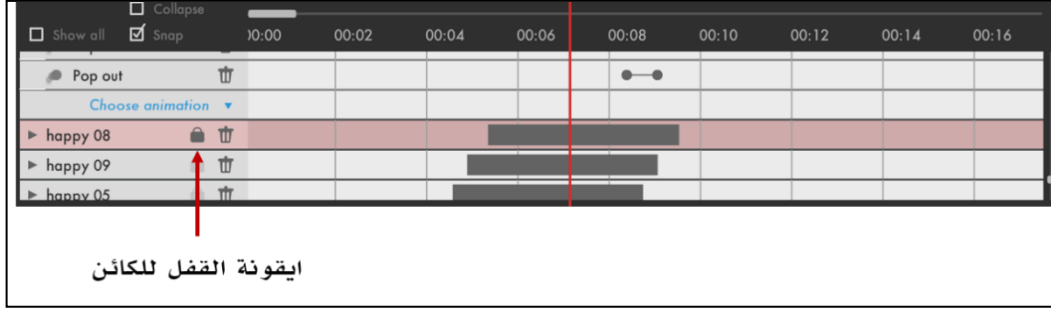 Collapse
Show all Snap 00:00 00:02 00:04 00:06 00:08 00:10 00:12 00:14 00:16
Pop out
Choose animation
happy 08
happy 09
happy 05
ايقونة القفل للكائن